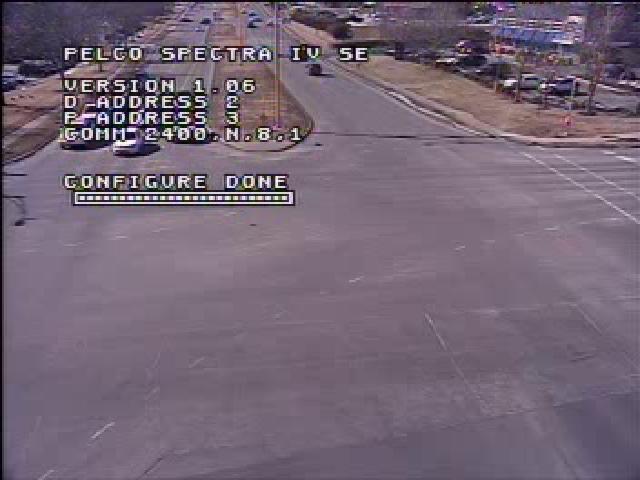 PELCO SPECTRA IV SE
VERSION 1.06
D-ADDRESS 2
P-ADDRESS 3
COMM 2400,N,8,1
CONFIGURE DONE